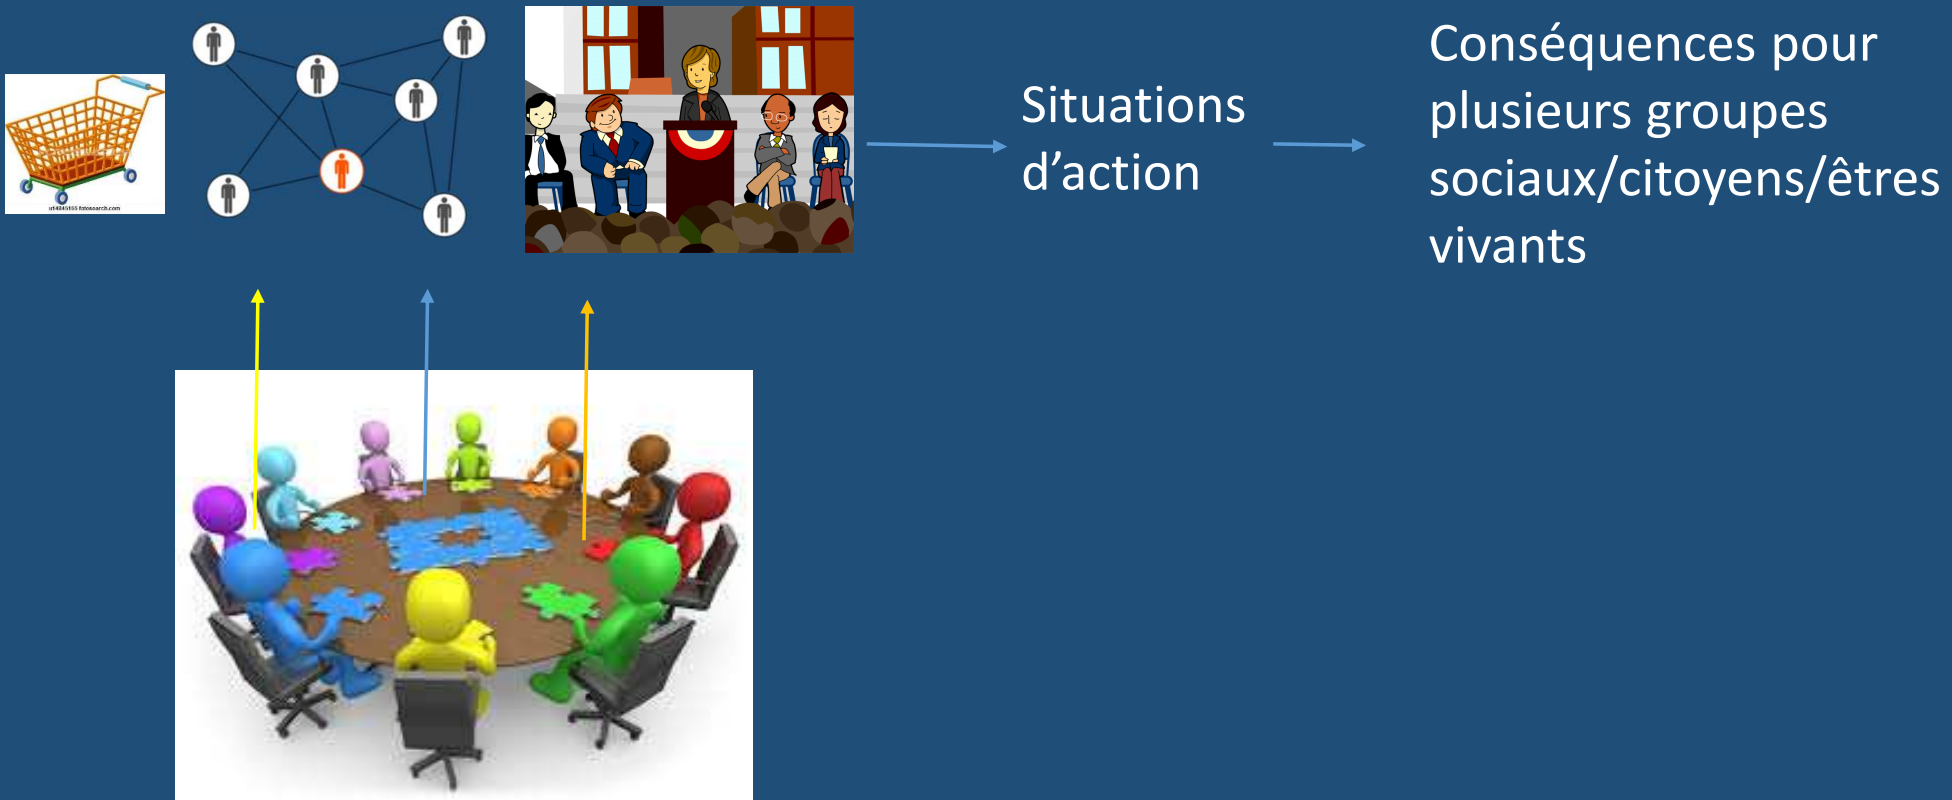 Situations
d’action
Conséquences pour
plusieurs groupes
sociaux/citoyens/êtres
vivants